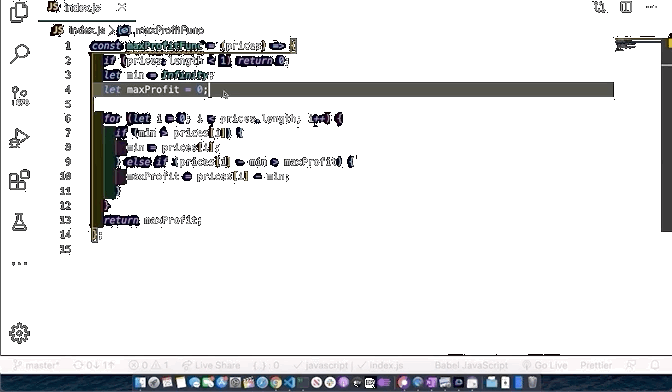 index.js
JS index.js > maxProfitFunc
1 const maxProfitFunc = (prices) => {
2 if (prices.length < 1) return 0;
3 let min = Infinity;
4 let maxProfit = 0;
5
6 for (let i = 0; i < prices.length; i++) {
7 if (min > prices[i]) {
8 min = prices[i];
9 } else if (prices[i] - min > maxProfit) {
10 maxProfit = prices[i] - min;
11 }
12 }
13 return maxProfit;
14 };
15
master* 0↓ 1↑ Live Share 0 0 javascript | index.js Babel JavaScript Go Live